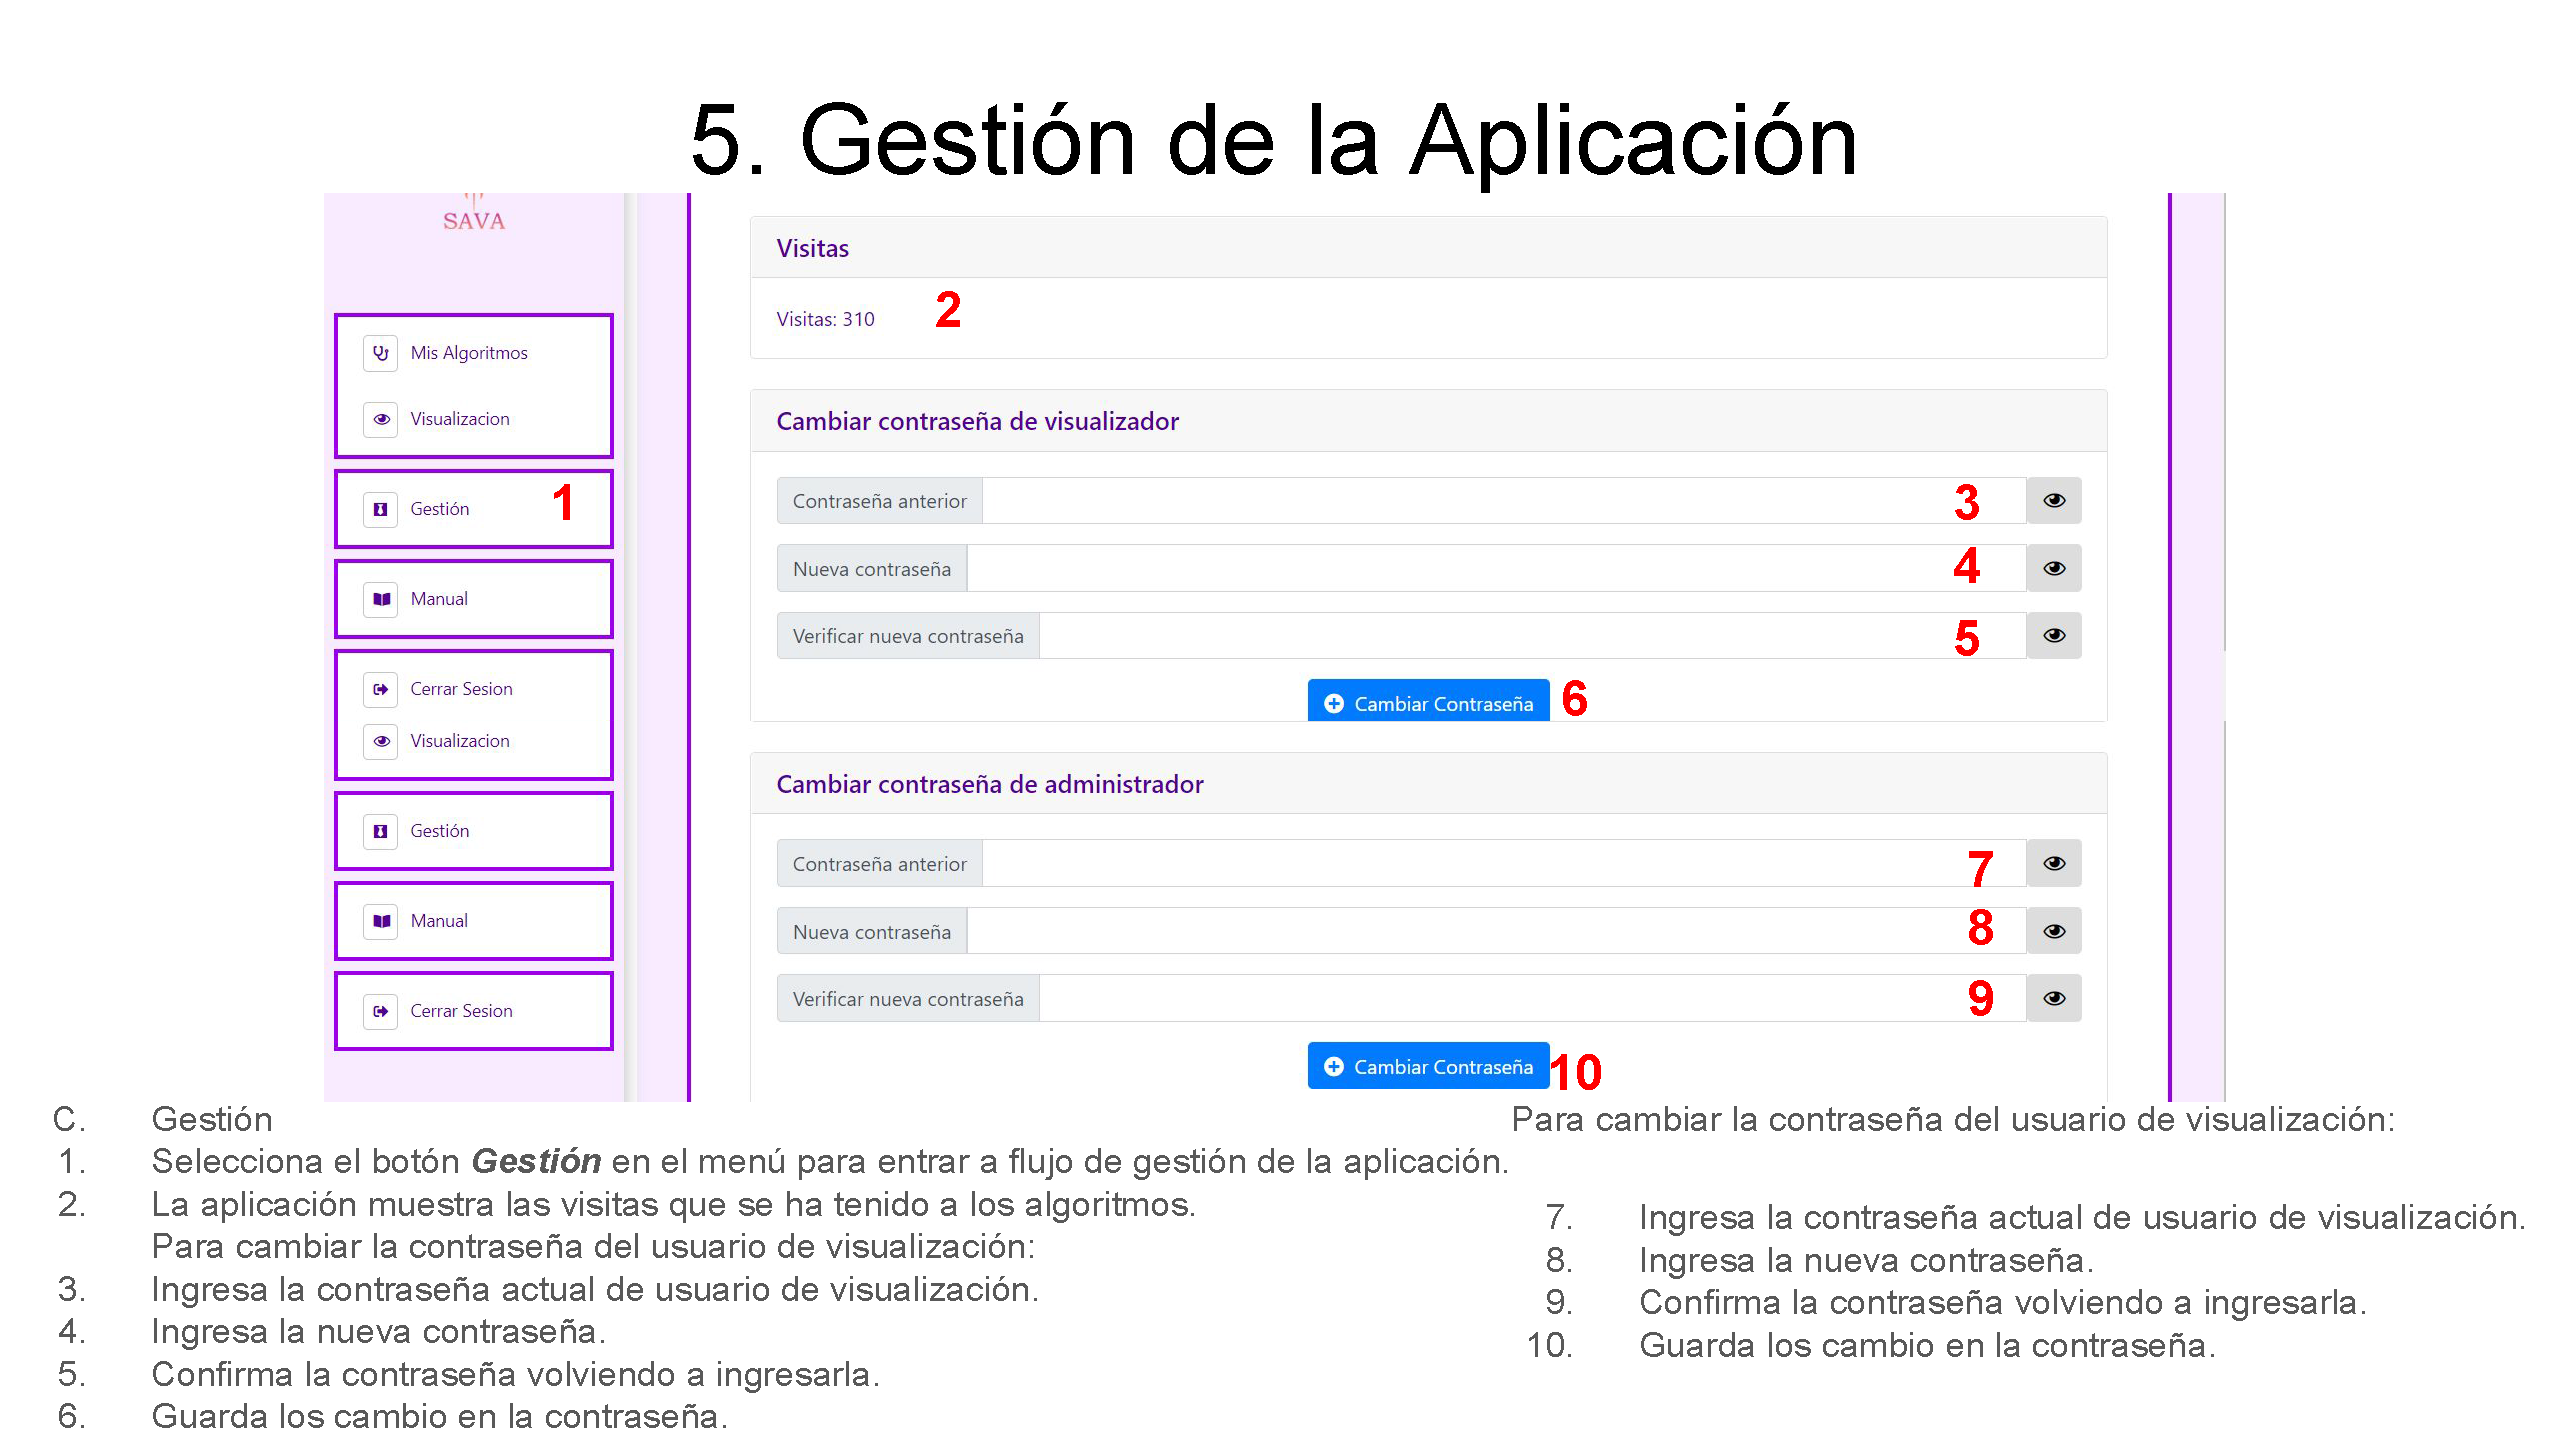 5. Gestión de la Aplicación
SAVA
Mis Algoritmos
Visualizacion
Gestión 1
Manual
Cerrar Sesion
Visualizacion
Gestión
Manual
Cerrar Sesion
Visitas
Visitas: 310 2
Cambiar contraseña de visualizador
Contraseña anterior 3
Nueva contraseña 4
Verificar nueva contraseña 5
Cambiar Contraseña 6
Cambiar contraseña de administrador
Contraseña anterior 7
Nueva contraseña 8
Verificar nueva contraseña 9
Cambiar Contraseña 10
C. Gestión
1. Selecciona el botón Gestión en el menú para entrar a flujo de gestión de la aplicación.
2. La aplicación muestra las visitas que se ha tenido a los algoritmos.
Para cambiar la contraseña del usuario de visualización:
3. Ingresa la contraseña actual de usuario de visualización.
4. Ingresa la nueva contraseña.
5. Confirma la contraseña volviendo a ingresarla.
6. Guarda los cambio en la contraseña.
Para cambiar la contraseña del usuario de visualización:
7. Ingresa la contraseña actual de usuario de visualización.
8. Ingresa la nueva contraseña.
9. Confirma la contraseña volviendo a ingresarla.
10. Guarda los cambio en la contraseña.